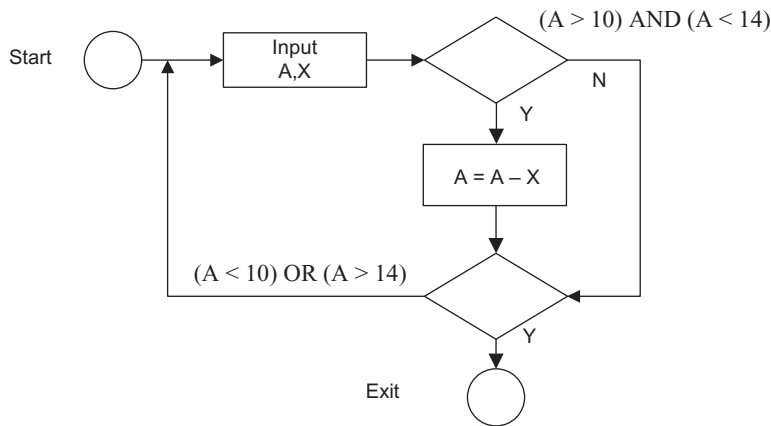 (A > 10) AND (A < 14)
Start
Input
A,X
N
Y
A = A – X
(A < 10) OR (A > 14)
Y
Exit